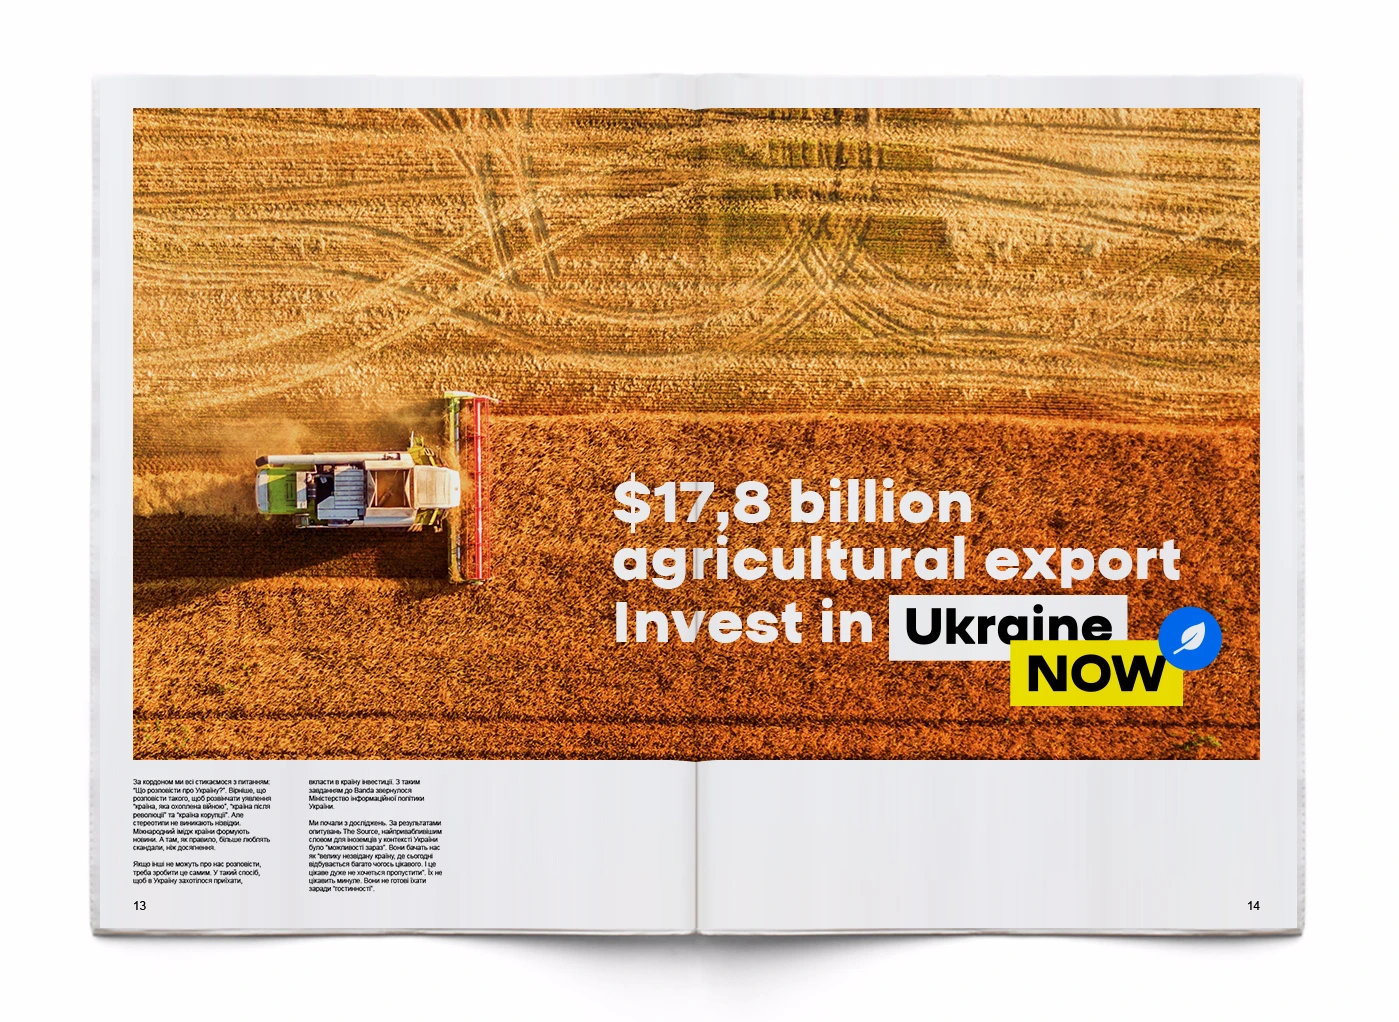 $17,8 billion
agricultural export
Invest in Ukraine
NOW
За кордоном ми всі стикаємося з питанням:
"Що розповісти про Україну?". Вірніше, що
розповісти такого, щоб розвінчати уявлення
"країна, яка охоплена війною", "країна після
революції" та "країна корупції". Але
стереотипи не виникають нізвідки.
Міжнародний імідж країни формують
новини. А там, як правило, більше люблять
скандали, ніж досягнення.
Якщо інші не можуть про нас розповісти,
треба зробити це самим. У такий спосіб,
щоб в Україну захотілося приїхати,
вкласти в країну інвестиції. З таким
завданням до Banda звернулося
Міністерство інформаційної політики
України.
Ми почали з досліджень. За результатами
опитувань The Source, найпривабливішим
словом для іноземців у контексті України
було "можливості зараз". Вони бачать нас
як "велику незвідану країну, де сьогодні
відбувається багато чогось цікавого. І це
цікаве дуже не хочеться пропустити". Їх не
цікавить минуле. Вони не готові їхати
заради "гостинності".
13
14